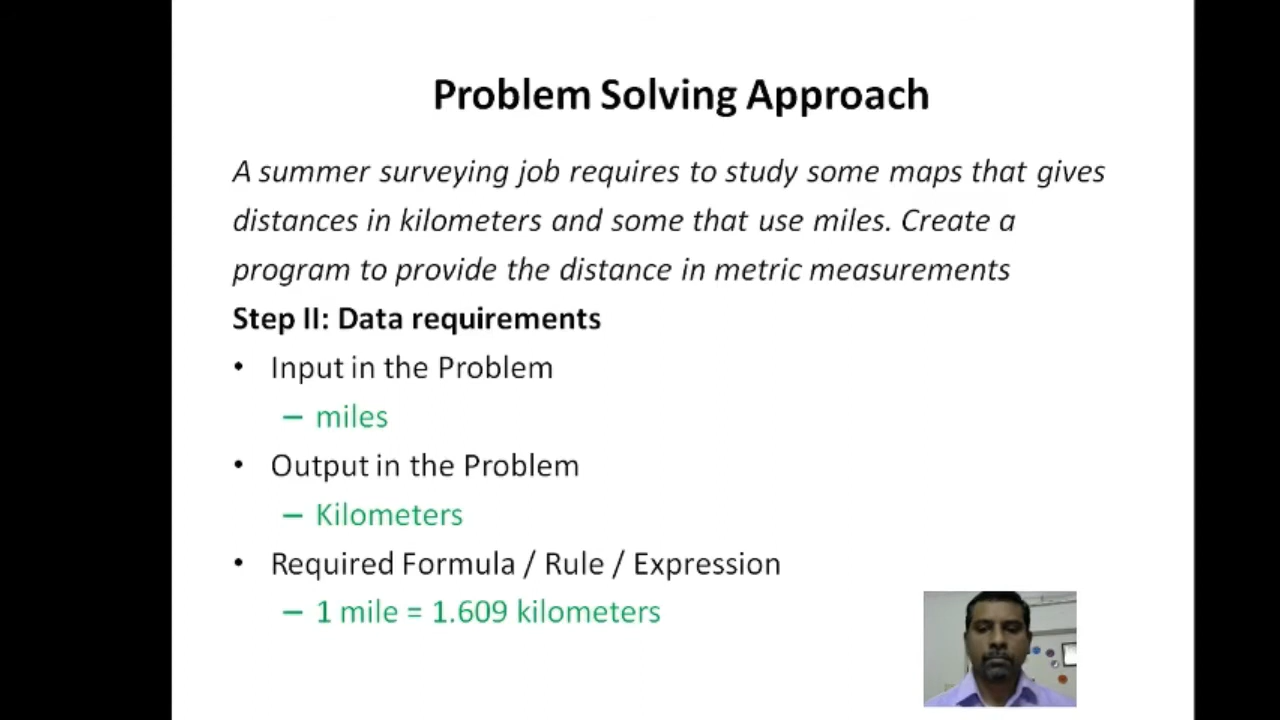 Problem Solving Approach
A summer surveying job requires to study some maps that gives
distances in kilometers and some that use miles. Create a
program to provide the distance in metric measurements
Step II: Data requirements
• Input in the Problem
– miles
• Output in the Problem
– Kilometers
• Required Formula / Rule / Expression
– 1 mile = 1.609 kilometers